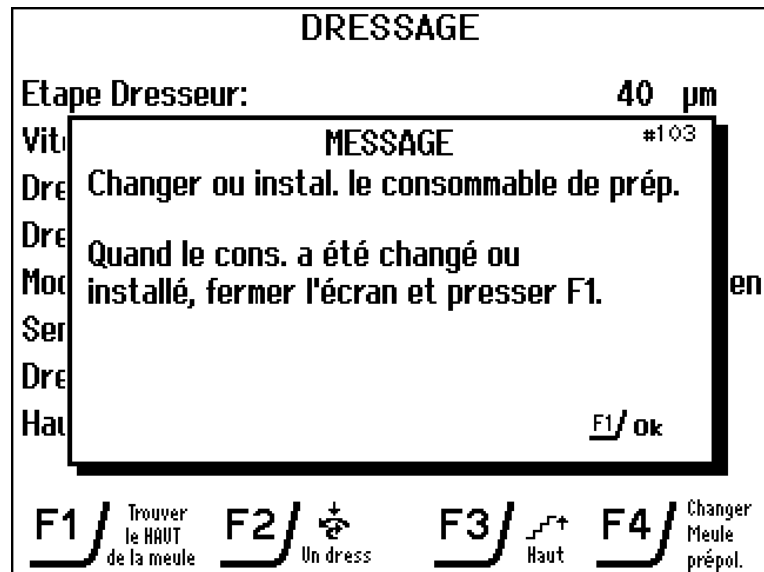 DRESSAGE
Etape Dresseur: 40 µm
MESSAGE #103
Changer ou instal. le consommable de prép.
Quand le cons. a été changé ou
installé, fermer l'écran et presser F1.
F1 Ok
F1 Trouver
le HAUT
de la meule
F2 Un dress
F3 Haut
F4 Changer
Meule
prépol.